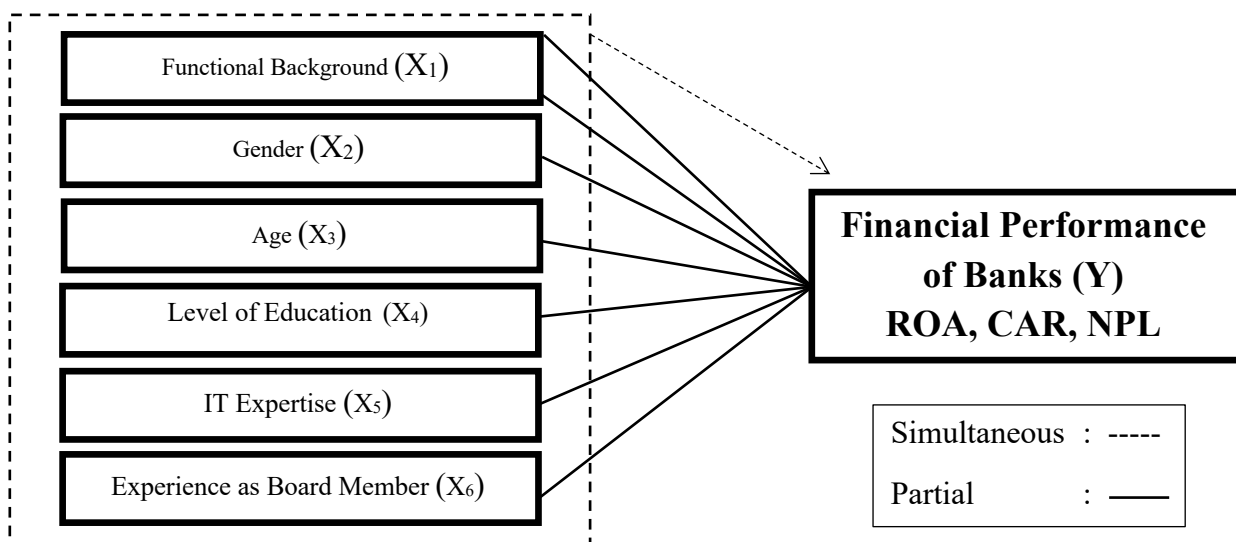 Functional Background (X1)
Gender (X2)
Age (X3)
Level of Education (X4)
IT Expertise (X5)
Experience as Board Member (X6)
Financial Performance
of Banks (Y)
ROA, CAR, NPL
Simultaneous : -----
Partial :